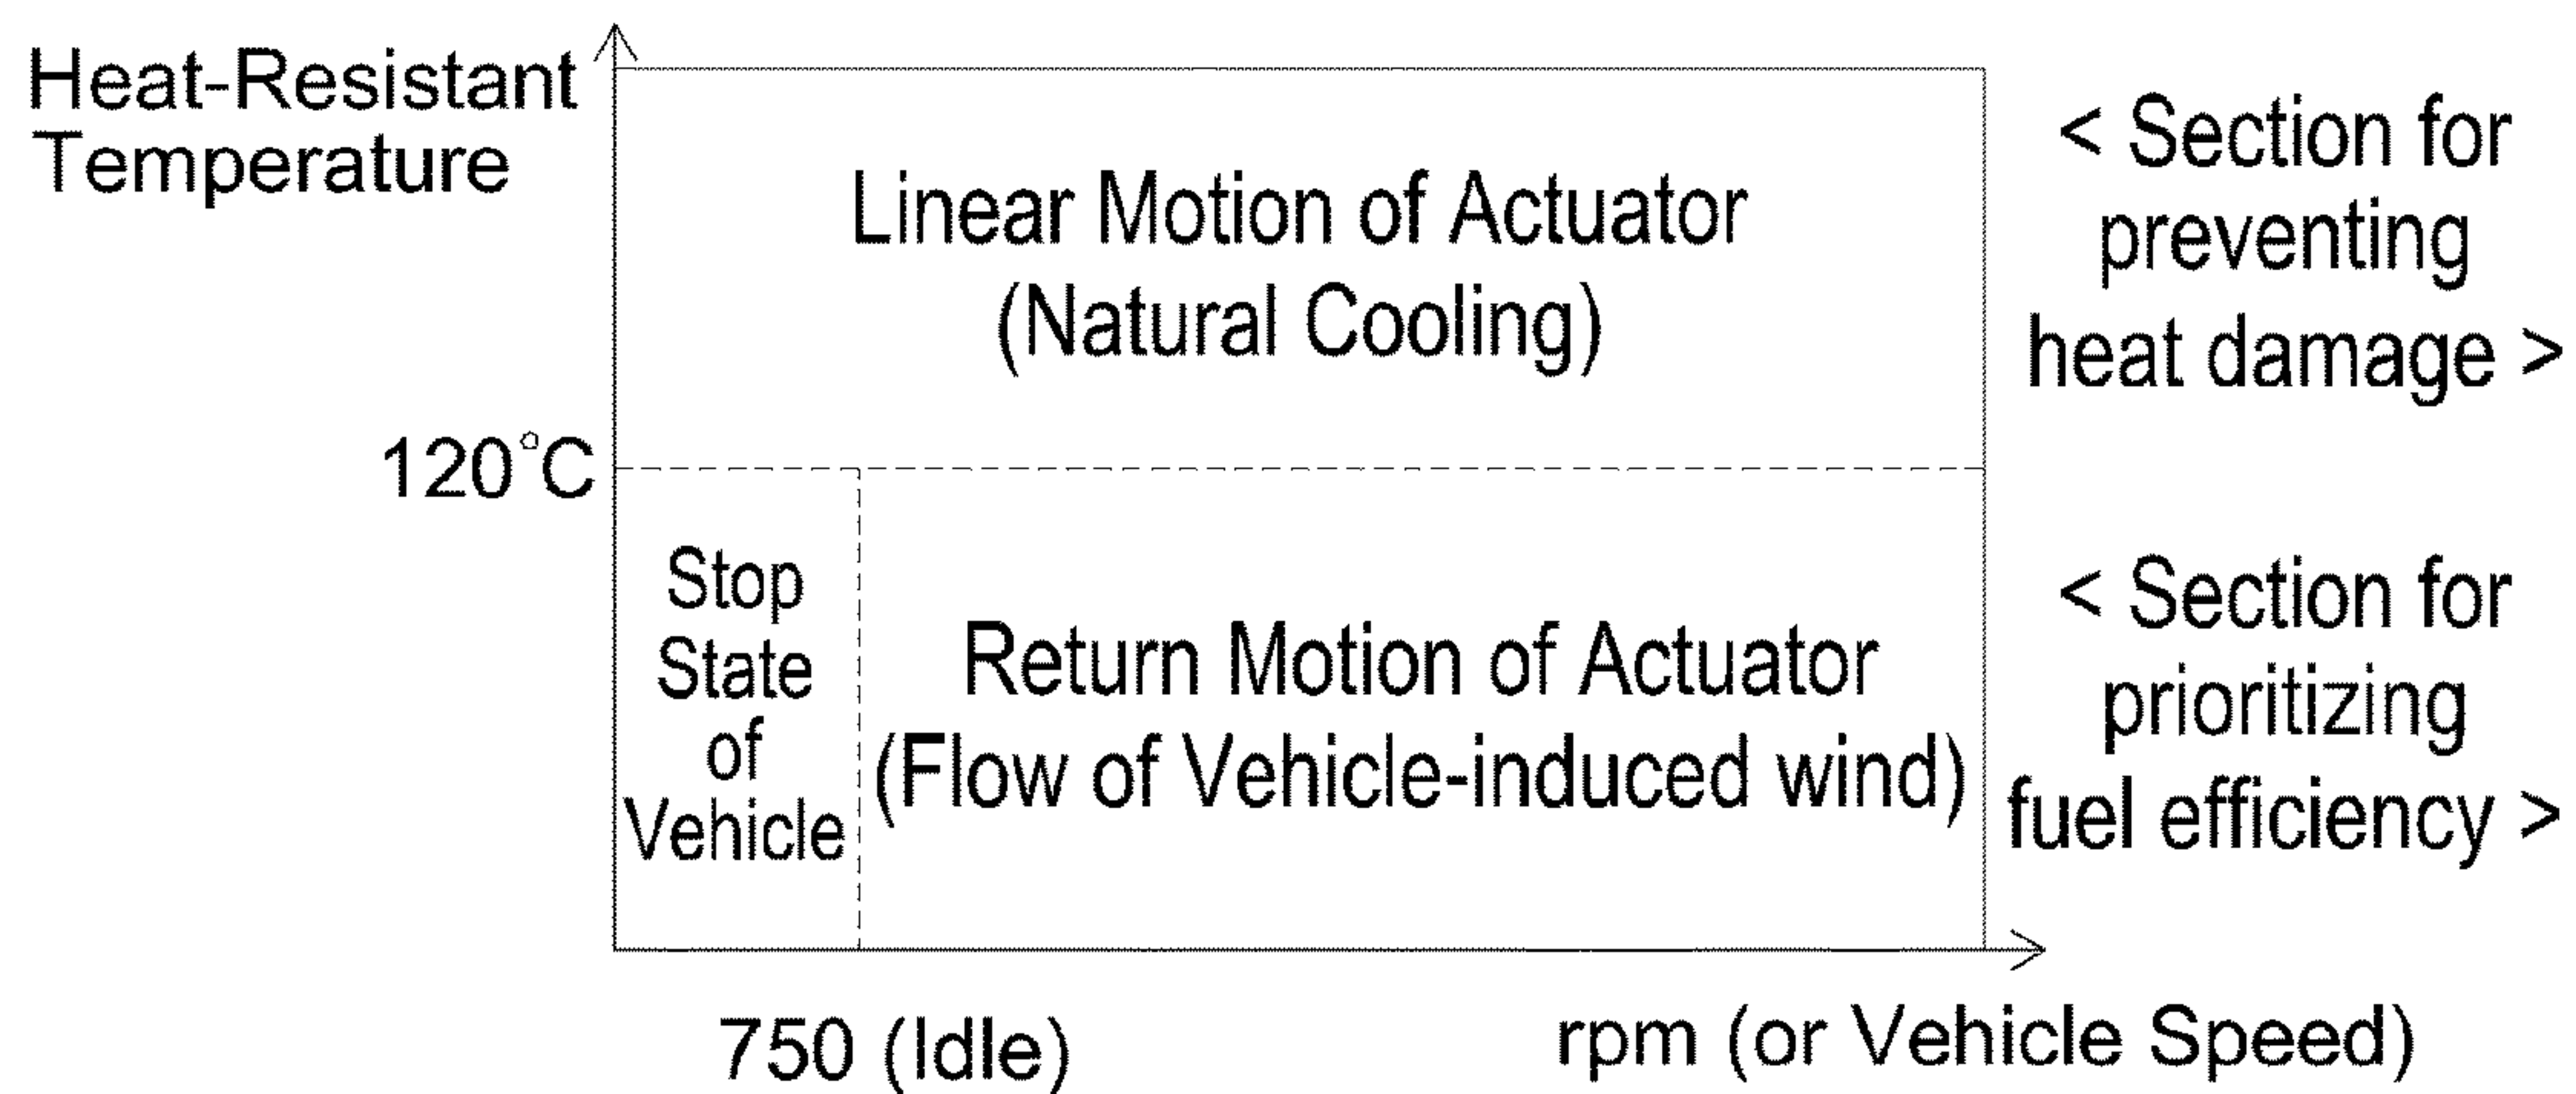 Heat-Resistant
Temperature
Linear Motion of Actuator
(Natural Cooling)
< Section for
preventing
heat damage >
120°C
Stop
State
of
Vehicle
Return Motion of Actuator
(Flow of Vehicle-induced wind)
< Section for
prioritizing
fuel efficiency >
750 (Idle)
rpm (or Vehicle Speed)